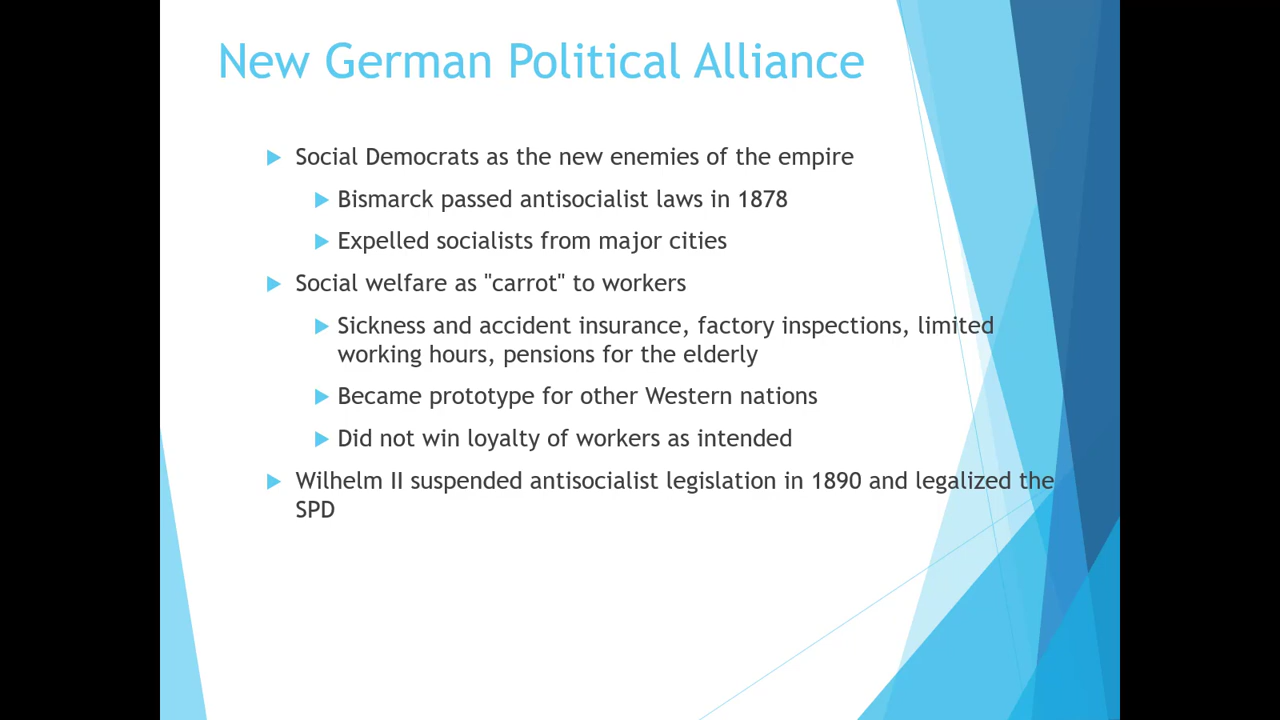 New German Political Alliance
Social Democrats as the new enemies of the empire
Bismarck passed antisocialist laws in 1878
Expelled socialists from major cities
Social welfare as "carrot" to workers
Sickness and accident insurance, factory inspections, limited
working hours, pensions for the elderly
Became prototype for other Western nations
Did not win loyalty of workers as intended
Wilhelm II suspended antisocialist legislation in 1890 and legalized the
SPD